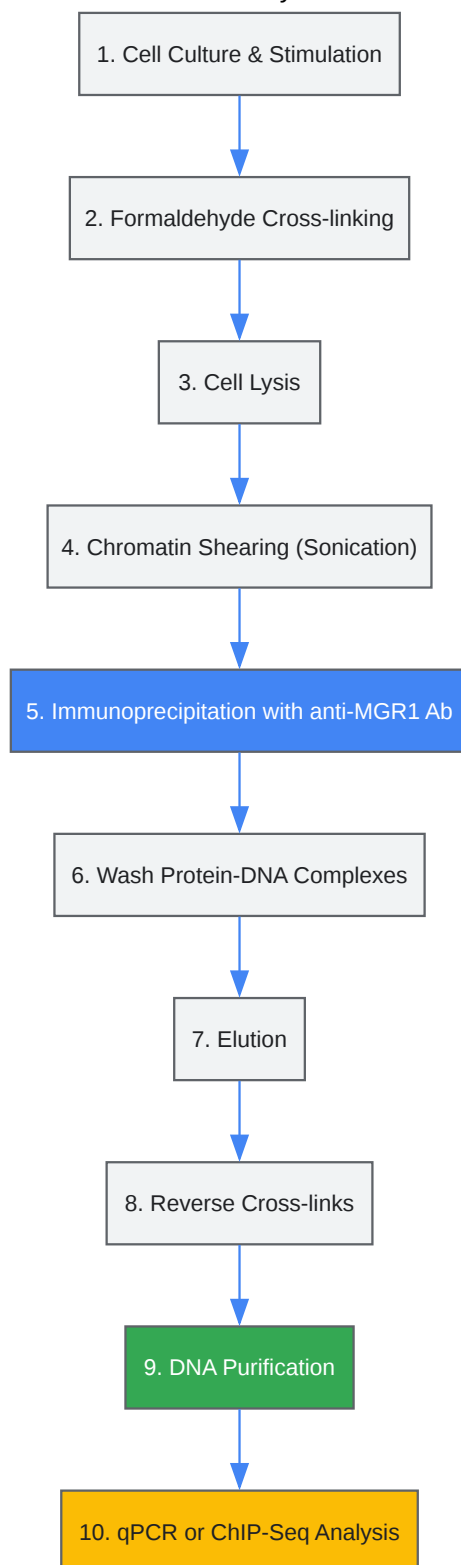 1. Cell Culture & Stimulation
2. Formaldehyde Cross-linking
3. Cell Lysis
4. Chromatin Shearing (Sonication)
5. Immunoprecipitation with anti-MGR1 Ab
6. Wash Protein-DNA Complexes
7. Elution
8. Reverse Cross-links
9. DNA Purification
10. qPCR or ChIP-Seq Analysis